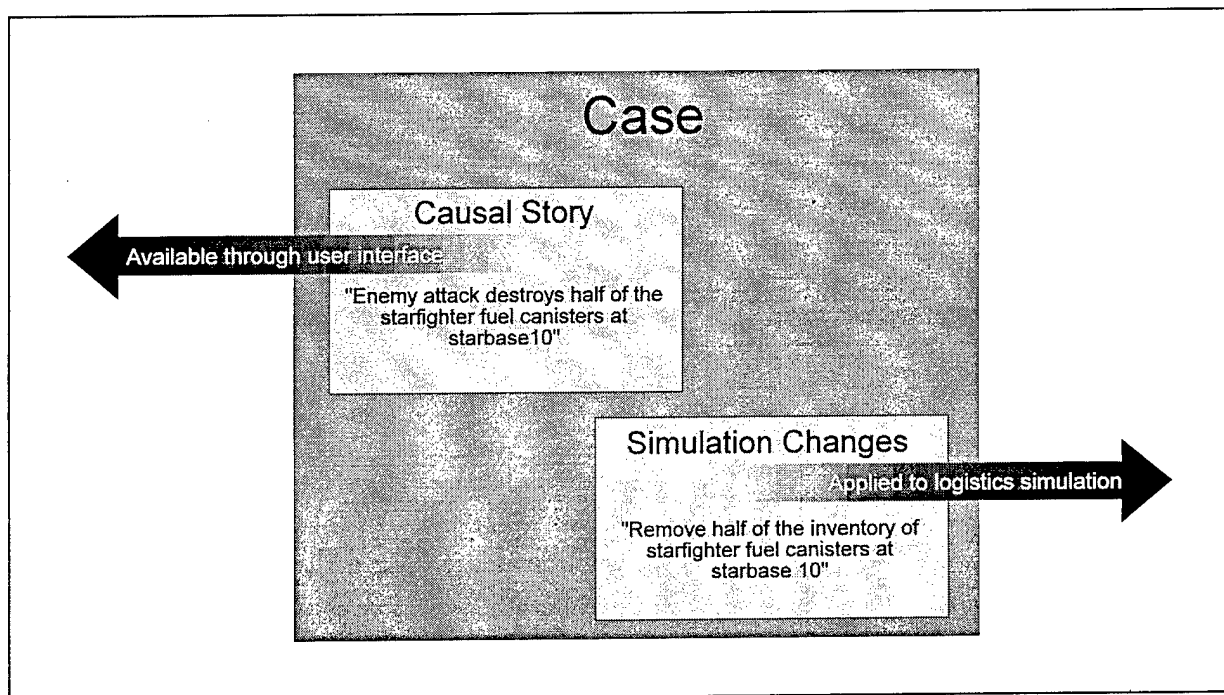 Case
Causal Story
Available through user interface
"Enemy attack destroys half of the
starfighter fuel canisters at
starbase10"
Simulation Changes
Applied to logistics simulation
"Remove half of the inventory of
starfighter fuel canisters at
starbase 10"